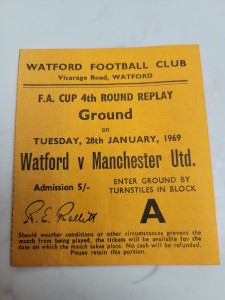 WATFORD FOOTBALL CLUB
Vicarage Road, WATFORD
F.A. CUP 4th ROUND REPLAY
Ground
on
TUESDAY, 28th JANUARY, 1969
Watford v Manchester Utd.
Admission 5/-
ENTER GROUND BY
TURNSTILES IN BLOCK
A
Should weather conditions or other circumstances prevent the
match from being played, the tickets will be available for the
date on which the match takes place. No cash will be refunded.
Please retain this portion.